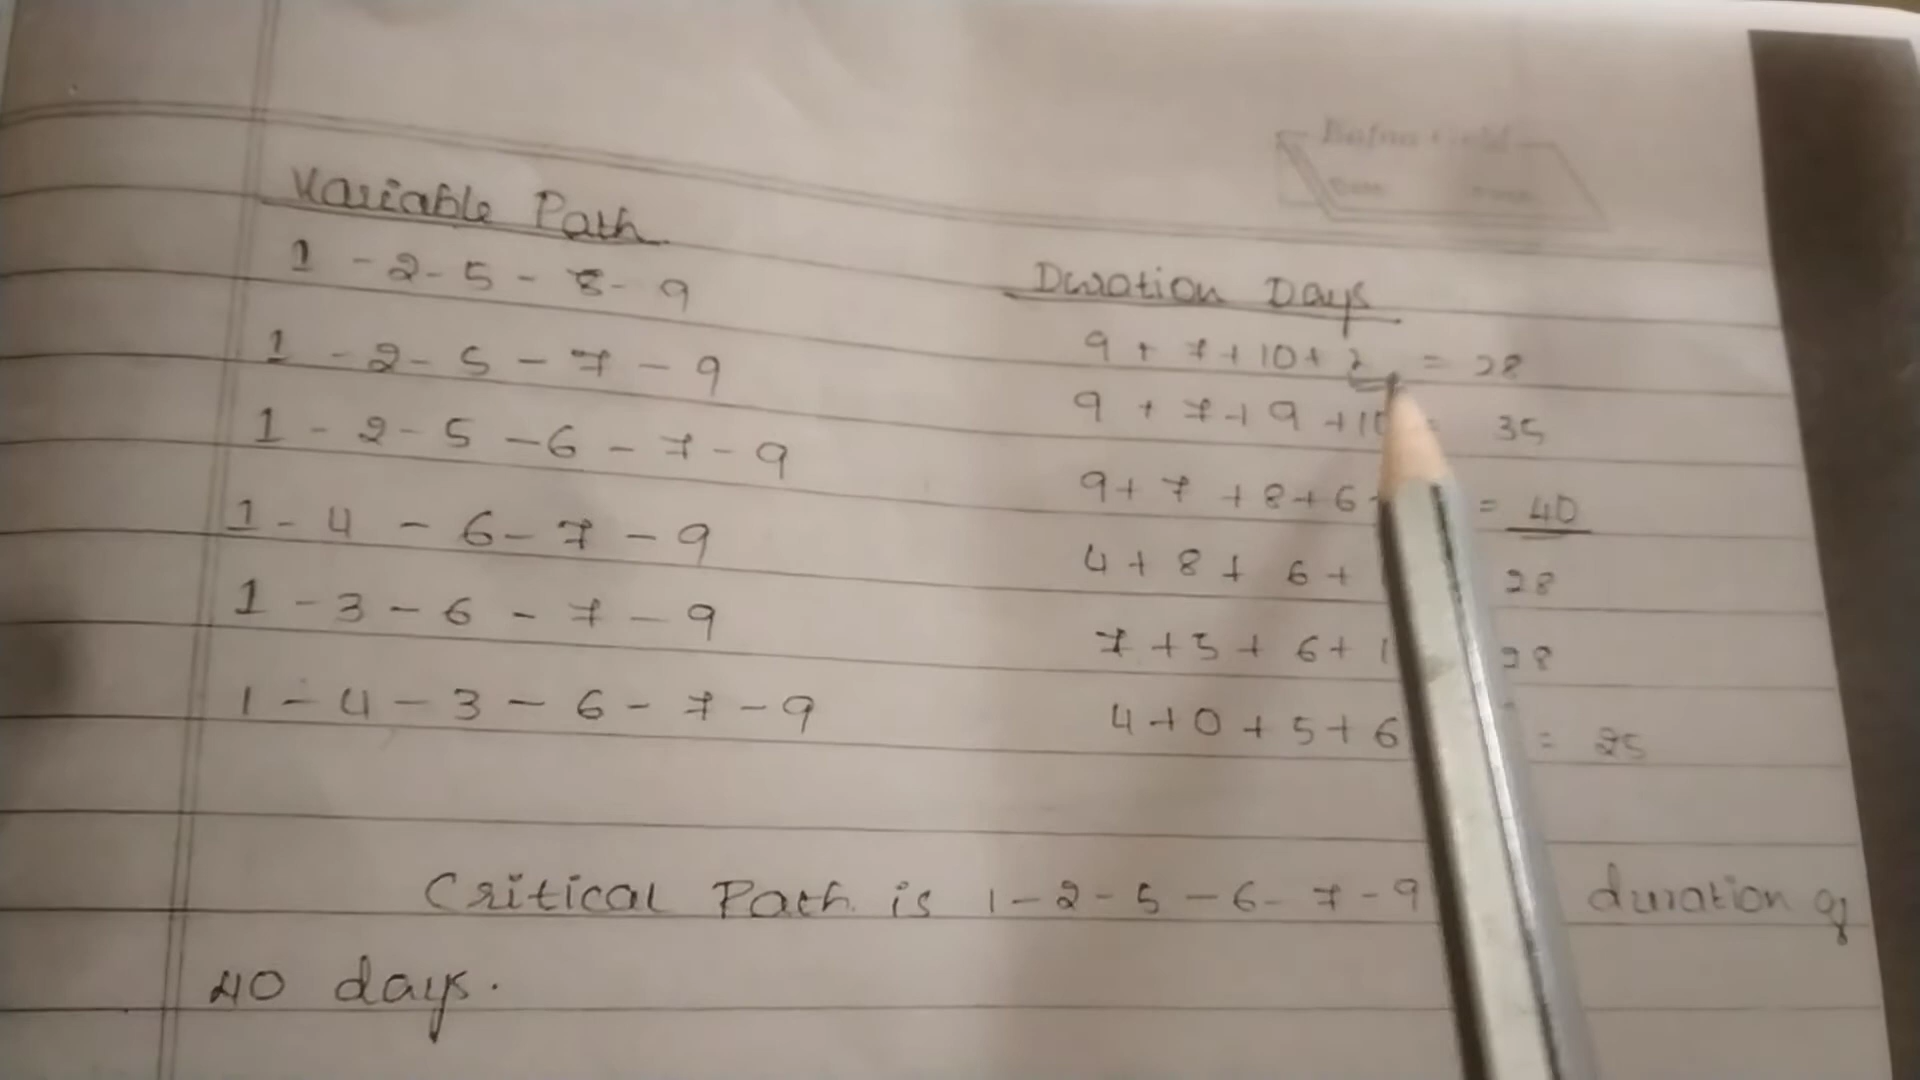 Variable Path
1 - 2 - 5 - 8 - 9
1 - 2 - 5 - 7 - 9
1 - 2 - 5 - 6 - 7 - 9
1 - 4 - 6 - 7 - 9
1 - 3 - 6 - 7 - 9
1 - 4 - 3 - 6 - 7 - 9
Duration Days
9 + 7 + 10 + 2 = 28
9 + 7 + 9 + 10 = 35
9 + 7 + 8 + 6 = 40
4 + 8 + 6 + 28
7 + 5 + 6 + 1 28
4 + 0 + 5 + 6 = 25
Critical Path is 1 - 2 - 5 - 6 - 7 - 9 duration of
40 days.